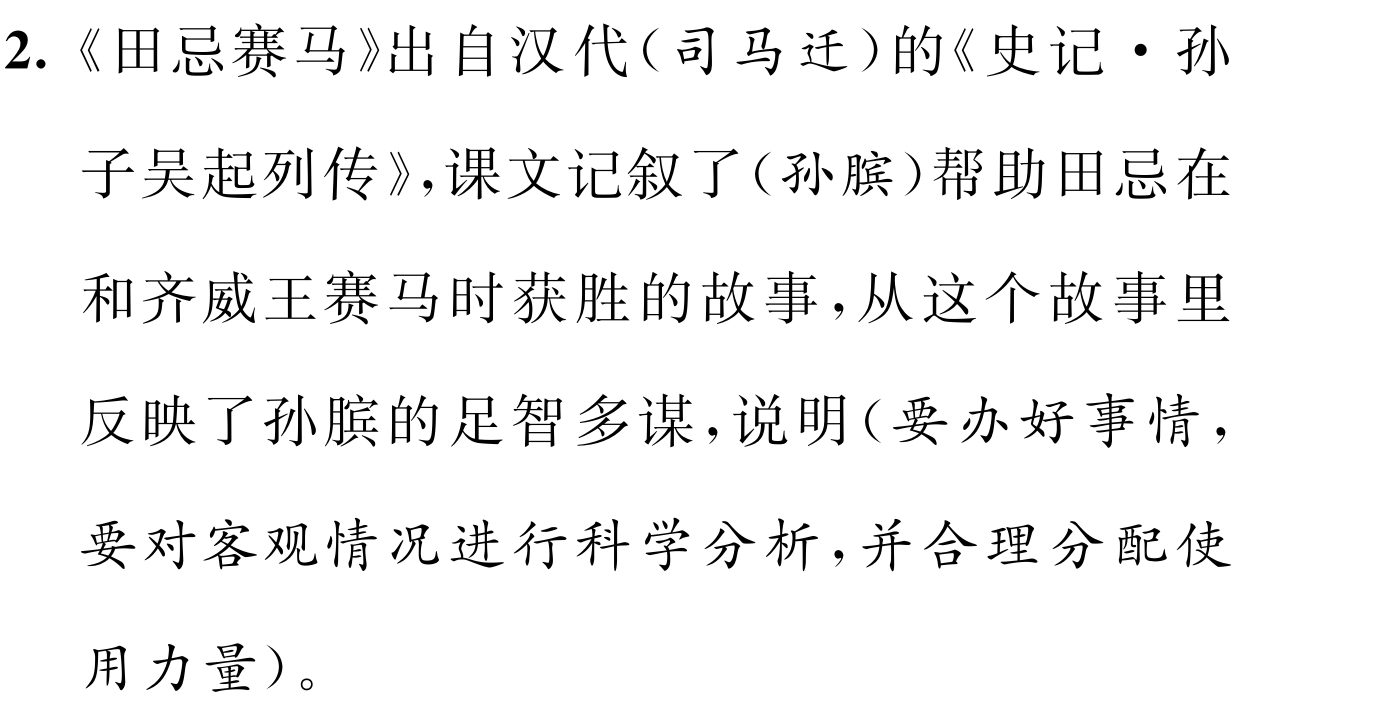 2.《田忌赛马》出自汉代(司马迁)的《史记·孙
子吴起列传》,课文记叙了(孙膑)帮助田忌在
和齐威王赛马时获胜的故事,从这个故事里
反映了孙膑的足智多谋,说明(要办好事情,
要对客观情况进行科学分析,并合理分配使
用力量)。